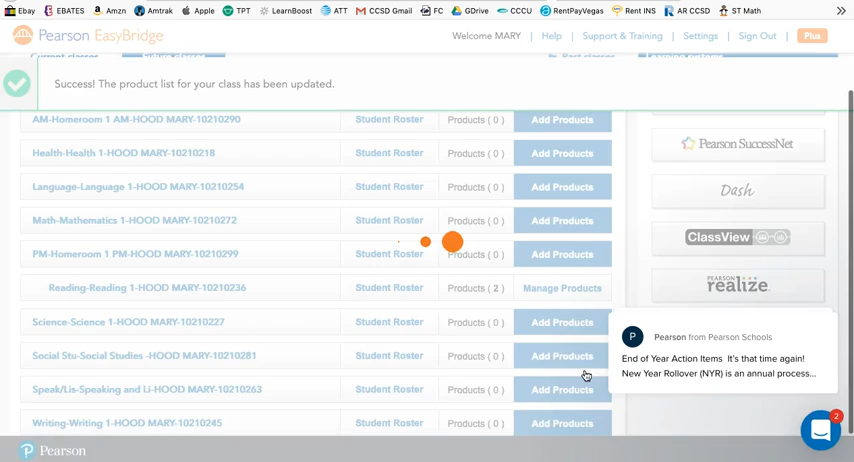 Ebay EBATES Amzn Amtrak Apple TPT LearnBoost ATT CCSD Gmail FC GDrive CCCU RentPayVegas Rent INS AR CCSD ST Math
Pearson EasyBridge Welcome MARY | Help | Support & Training | Settings | Sign Out | Plus
Success! The product list for your class has been updated.
AM-Homeroom 1 AM-HOOD MARY-10210290 Student Roster Products ( 0 ) Add Products
Health-Health 1-HOOD MARY-10210218 Student Roster Products ( 0 ) Add Products
Pearson SuccessNet
Language-Language 1-HOOD MARY-10210254 Student Roster Products ( 0 ) Add Products
Dash
Math-Mathematics 1-HOOD MARY-10210272 Student Roster Products ( 0 ) Add Products
ClassView
PM-Homeroom 1 PM-HOOD MARY-10210299 Student Roster Products ( 0 ) Add Products
Reading-Reading 1-HOOD MARY-10210236 Student Roster Products ( 2 ) Manage Products
PEARSON
realize
Science-Science 1-HOOD MARY-10210227 Student Roster Products ( 0 ) Add Products
Social Stu-Social Studies -HOOD MARY-10210281 Student Roster Products ( 0 ) Add Products
Speak/Lis-Speaking and Li-HOOD MARY-10210263 Student Roster Products ( 0 ) Add Products
Writing-Writing 1-HOOD MARY-10210245 Student Roster Products ( 0 ) Add Products
P Pearson from Pearson Schools
End of Year Action Items It's that time again!
New Year Rollover (NYR) is an annual process...
2
Pearson